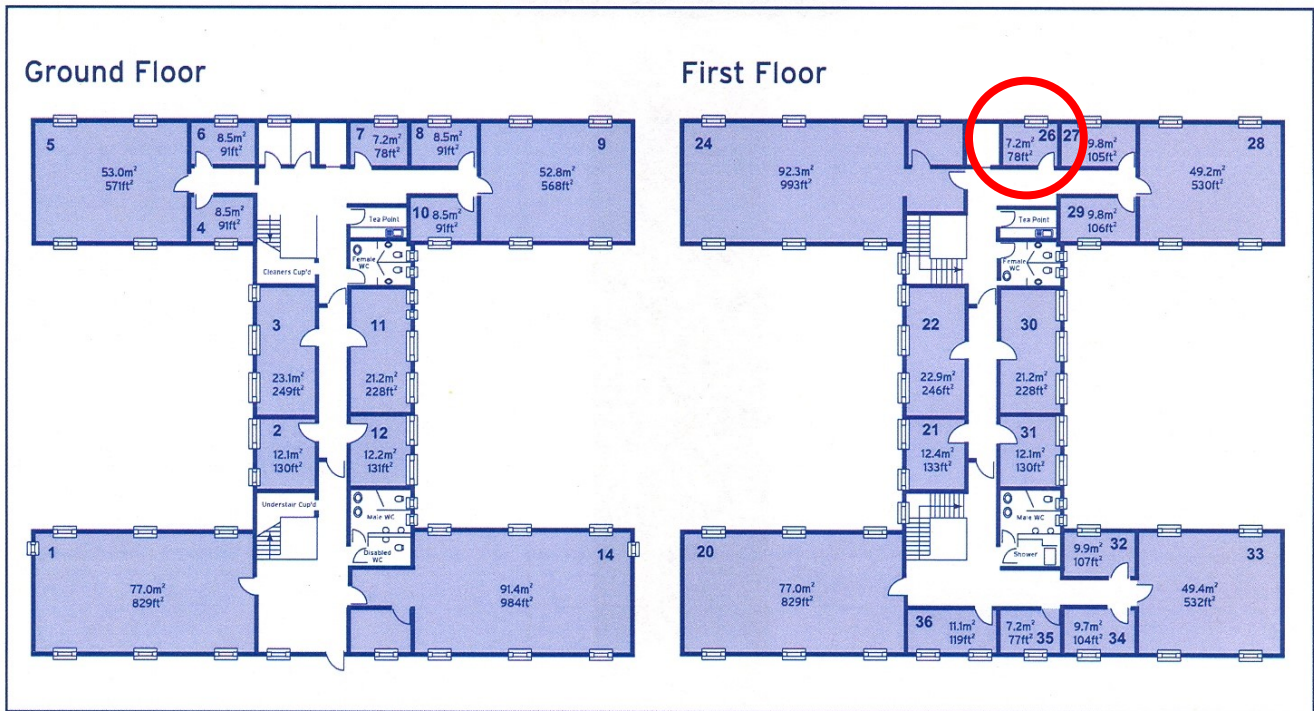 Ground Floor
5
53.0m²
571ft²
6
8.5m²
91ft²
7
7.2m²
78ft²
8
8.5m²
91ft²
9
52.8m²
568ft²
4
8.5m²
91ft²
10
8.5m²
91ft²
Tea Point
Female
WC
Cleaners Cup'd
3
23.1m²
249ft²
11
21.2m²
228ft²
2
12.1m²
130ft²
12
12.2m²
131ft²
Understair Cup'd
Male WC
Disabled
WC
1
77.0m²
829ft²
14
91.4m²
984ft²
First Floor
24
92.3m²
993ft²
26
7.2m²
78ft²
27
9.8m²
105ft²
28
49.2m²
530ft²
29
9.8m²
106ft²
Tea Point
Female
WC
22
22.9m²
246ft²
30
21.2m²
228ft²
21
12.4m²
133ft²
31
12.1m²
130ft²
Male WC
Shower
20
77.0m²
829ft²
32
9.9m²
107ft²
33
49.4m²
532ft²
36
11.1m²
119ft²
7.2m²
77ft²
35
9.7m²
104ft²
34